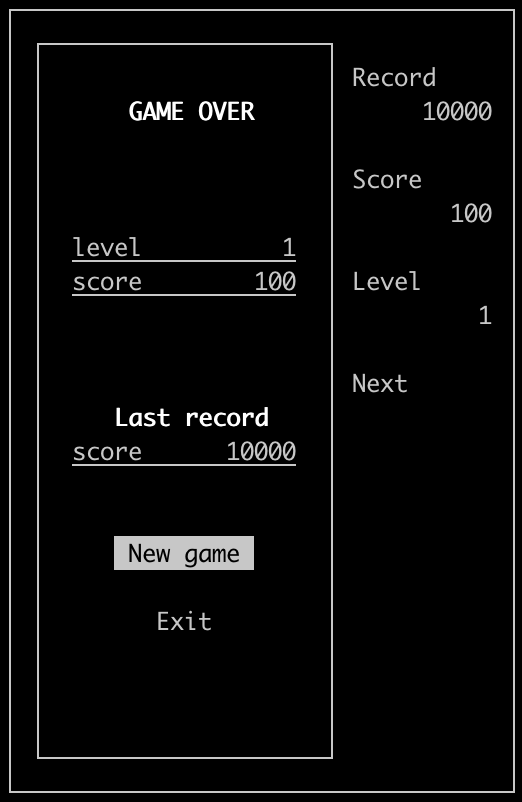 GAME OVER
level 1
score 100
Last record
score 10000
New game
Exit
Record
10000
Score
100
Level
1
Next